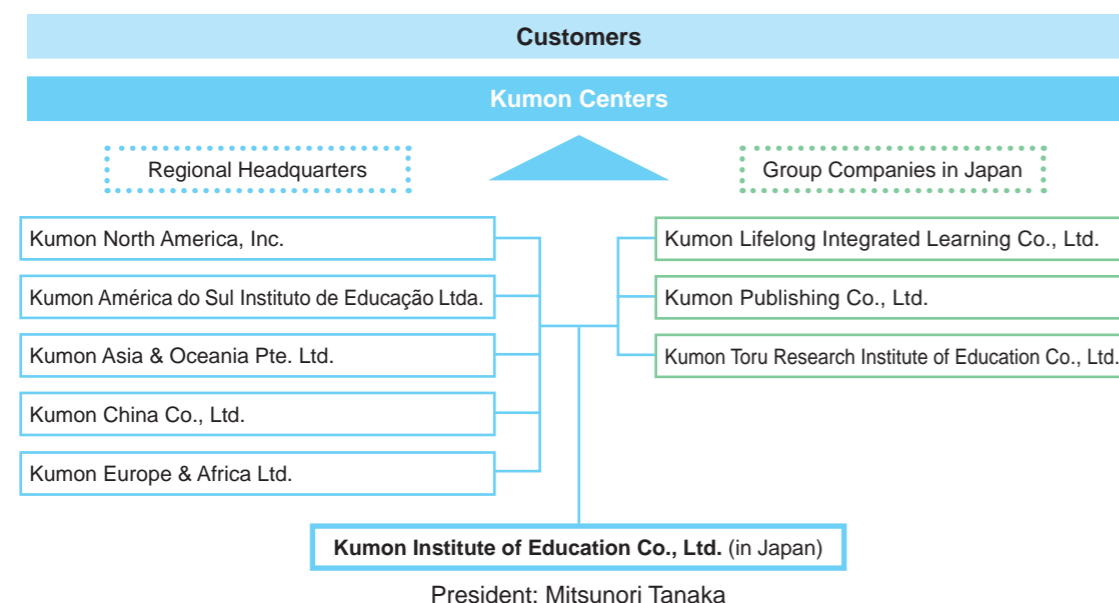 Customers
Kumon Centers
Regional Headquarters
Group Companies in Japan
Kumon North America, Inc.
Kumon América do Sul Instituto de Educação Ltda.
Kumon Asia & Oceania Pte. Ltd.
Kumon China Co., Ltd.
Kumon Europe & Africa Ltd.
Kumon Lifelong Integrated Learning Co., Ltd.
Kumon Publishing Co., Ltd.
Kumon Toru Research Institute of Education Co., Ltd.
Kumon Institute of Education Co., Ltd. (in Japan)
President: Mitsunori Tanaka